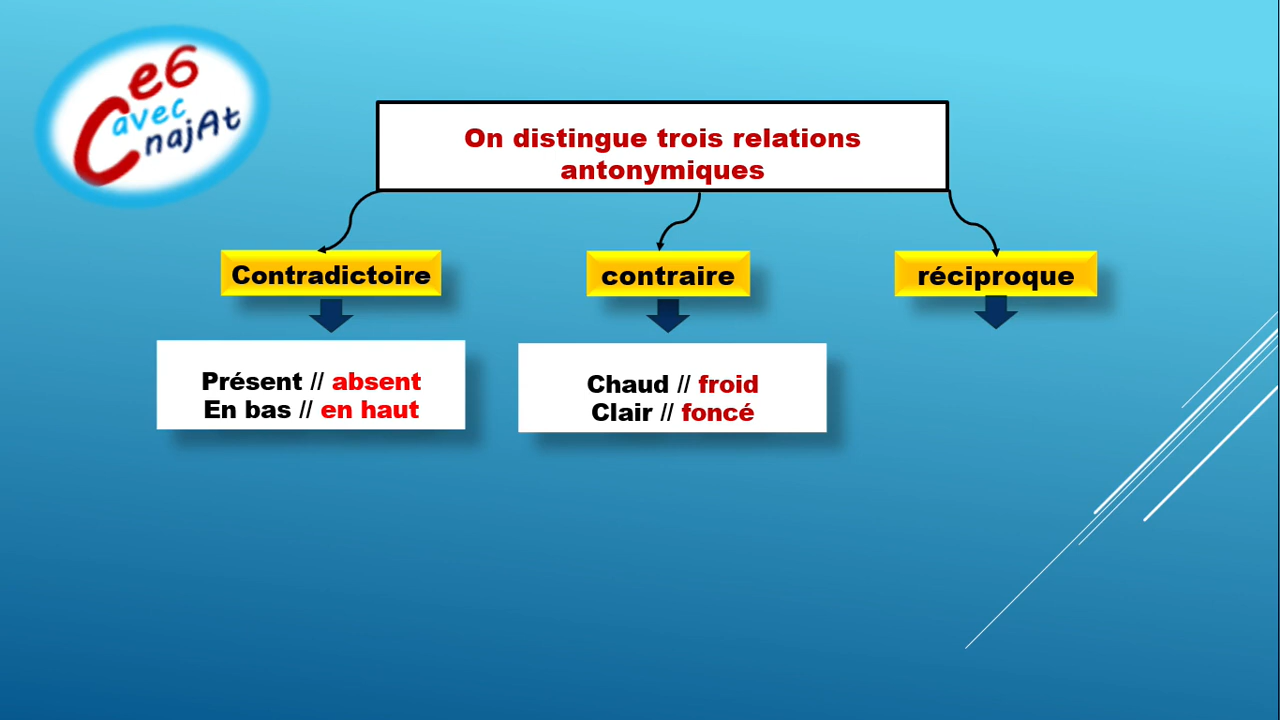 e6
avec
C najAt
On distingue trois relations
antonymiques
Contradictoire
contraire
réciproque
Présent // absent
En bas // en haut
Chaud // froid
Clair // foncé